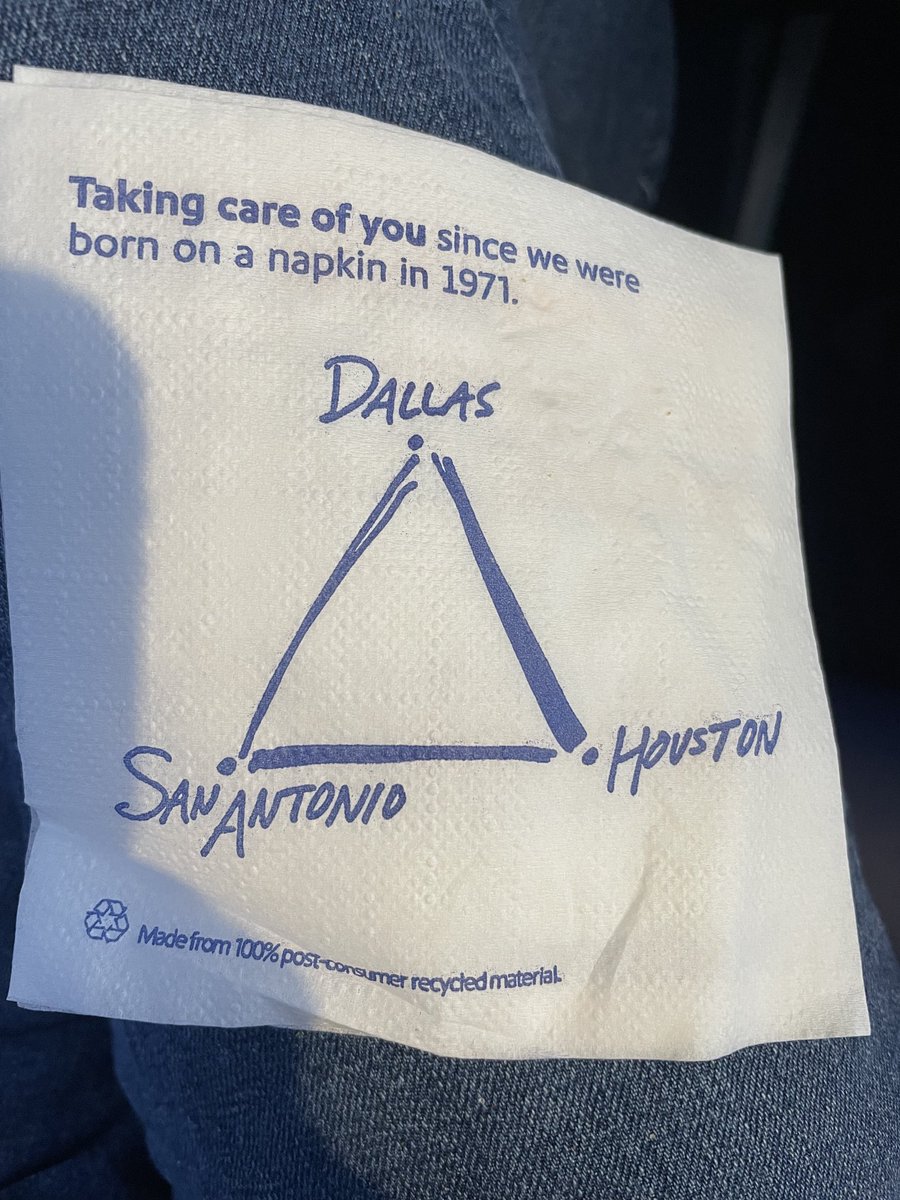 Taking care of you since we were
born on a napkin in 1971.
DALLAS
HOUSTON
SAN ANTONIO
Made from 100% post-consumer recycled material.